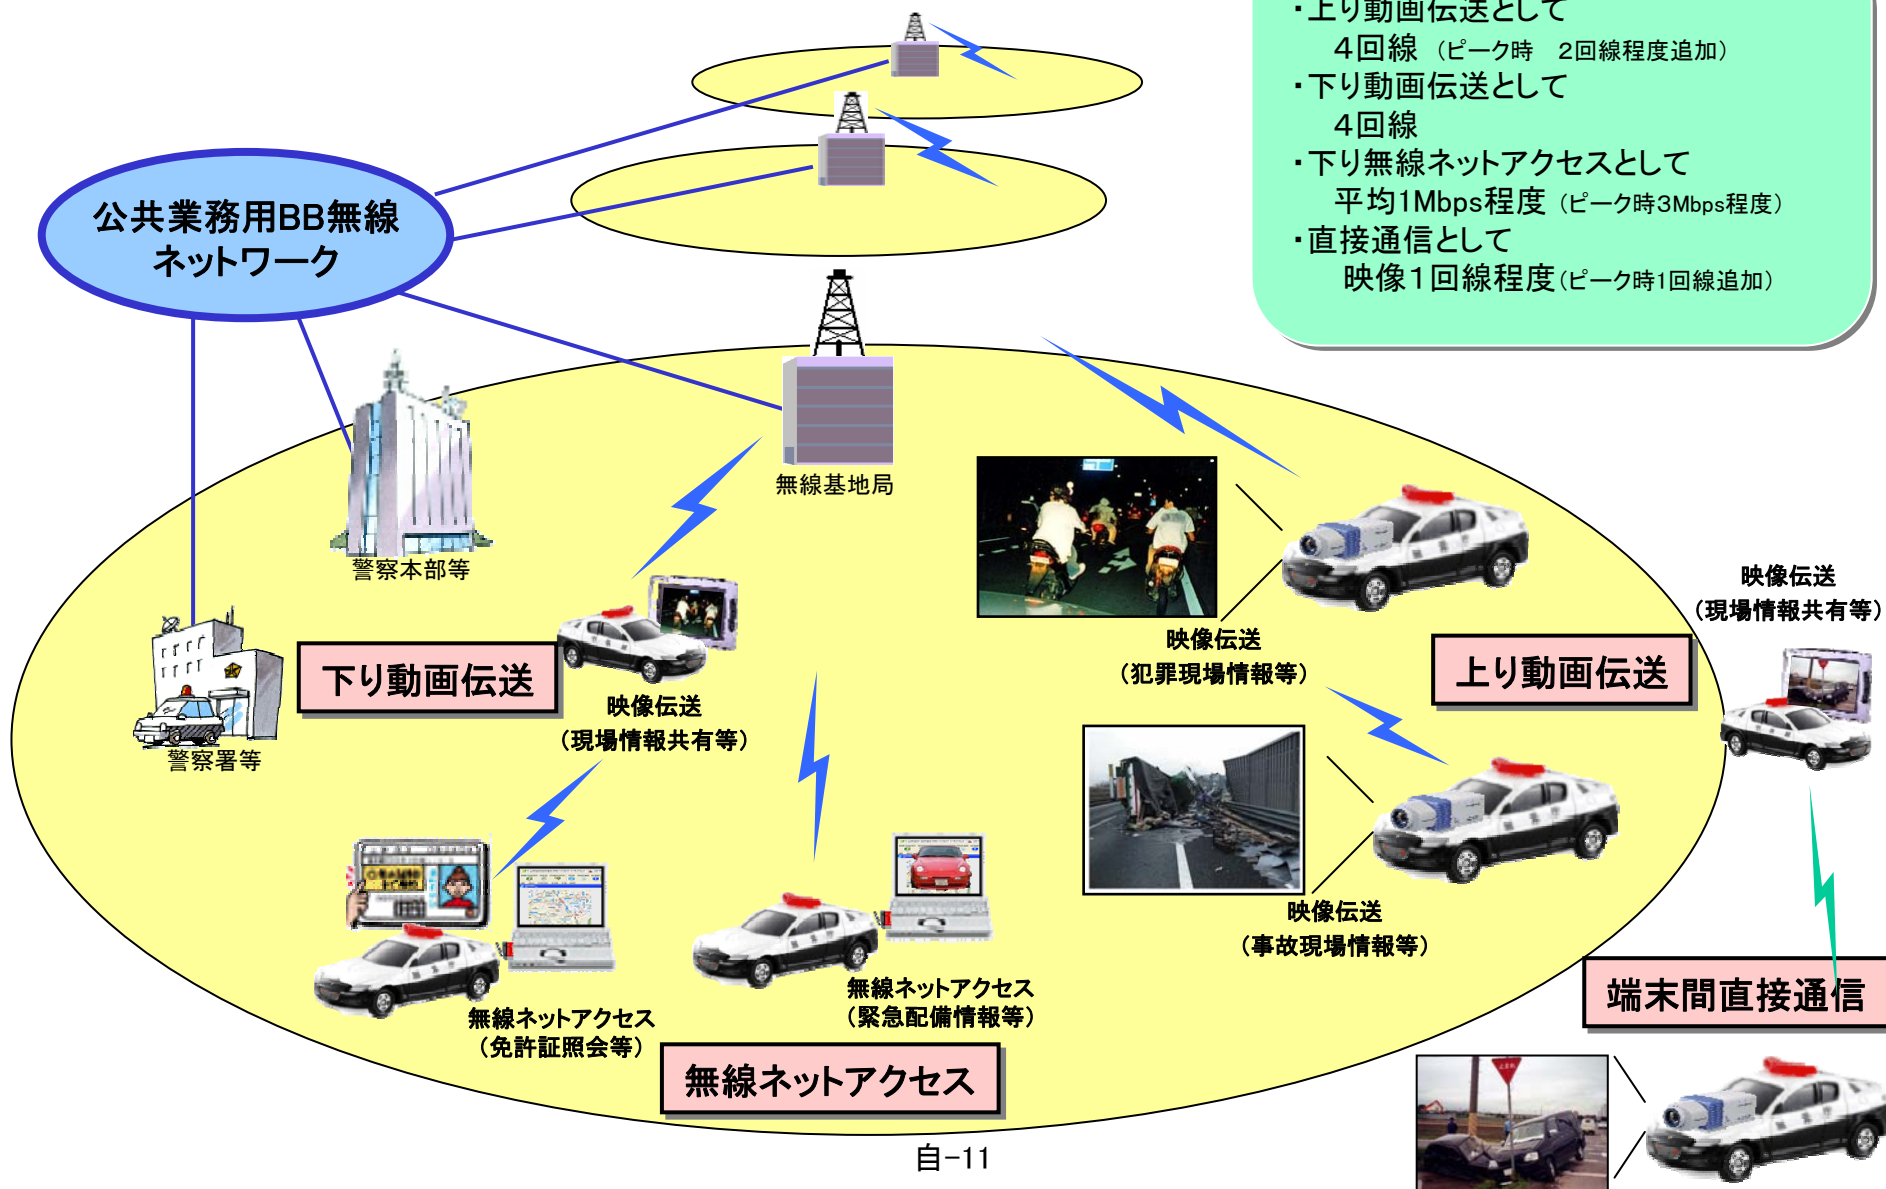 ・上り動画伝送として
4回線 （ピーク時　2回線程度追加）
・下り動画伝送として
4回線
・下り無線ネットアクセスとして
平均1Mbps程度 （ピーク時3Mbps程度）
・直接通信として
映像1回線程度（ピーク時1回線追加）
公共業務用BB無線
ネットワーク
無線基地局
警察本部等
警察署等
下り動画伝送
映像伝送
（現場情報共有等）
映像伝送
（犯罪現場情報等）
上り動画伝送
映像伝送
（現場情報共有等）
映像伝送
（事故現場情報等）
無線ネットアクセス
（免許証照会等）
無線ネットアクセス
（緊急配備情報等）
無線ネットアクセス
端末間直接通信
自-11